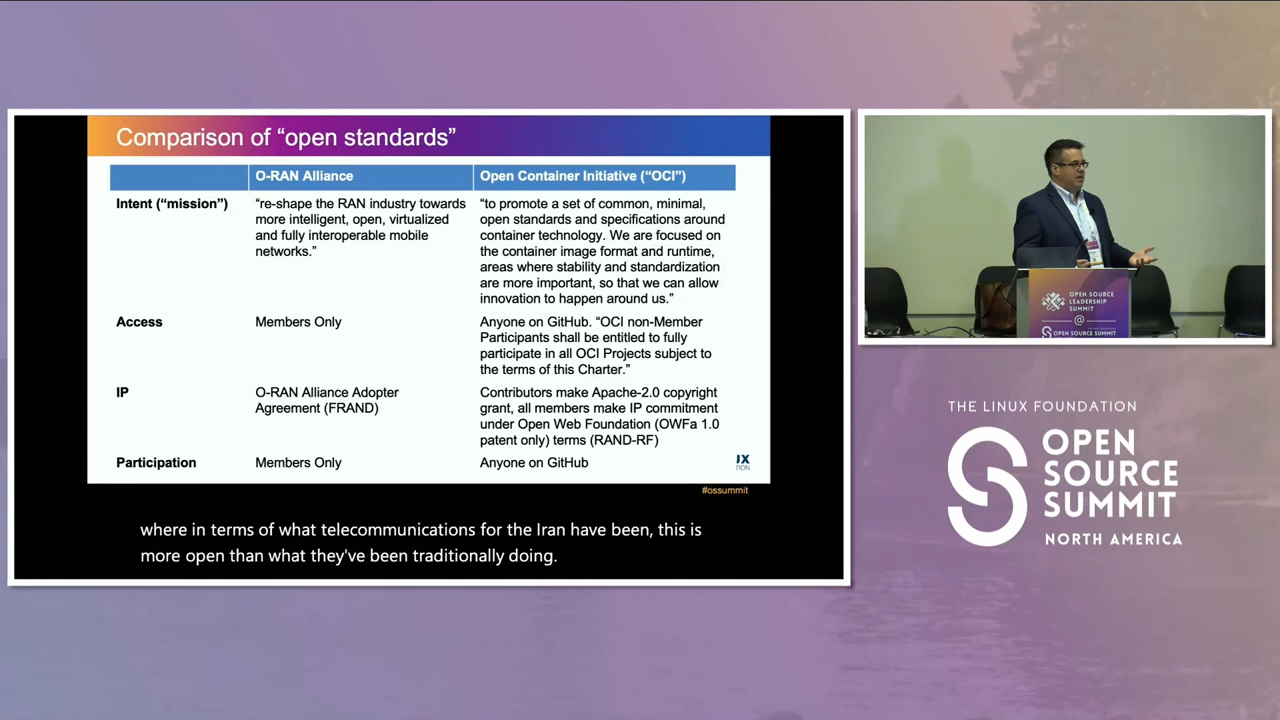 Comparison of “open standards”
O-RAN Alliance
Open Container Initiative (“OCI”)
Intent (“mission”)
“re-shape the RAN industry towards
more intelligent, open, virtualized
and fully interoperable mobile
networks.”
“to promote a set of common, minimal,
open standards and specifications around
container technology. We are focused on
the container image format and runtime,
areas where stability and standardization
are more important, so that we can allow
innovation to happen around us.”
Access
Members Only
Anyone on GitHub. “OCI non-Member
Participants shall be entitled to fully
participate in all OCI Projects subject to
the terms of this Charter.”
IP
O-RAN Alliance Adopter
Agreement (FRAND)
Contributors make Apache-2.0 copyright
grant, all members make IP commitment
under Open Web Foundation (OWFa 1.0
patent only) terms (RAND-RF)
Participation
Members Only
Anyone on GitHub
#ossummit
where in terms of what telecommunications for the Iran have been, this is
more open than what they've been traditionally doing.
OPEN SOURCE
LEADERSHIP
SUMMIT
@
OPEN SOURCE SUMMIT
THE LINUX FOUNDATION
OPEN
SOURCE
SUMMIT
NORTH AMERICA